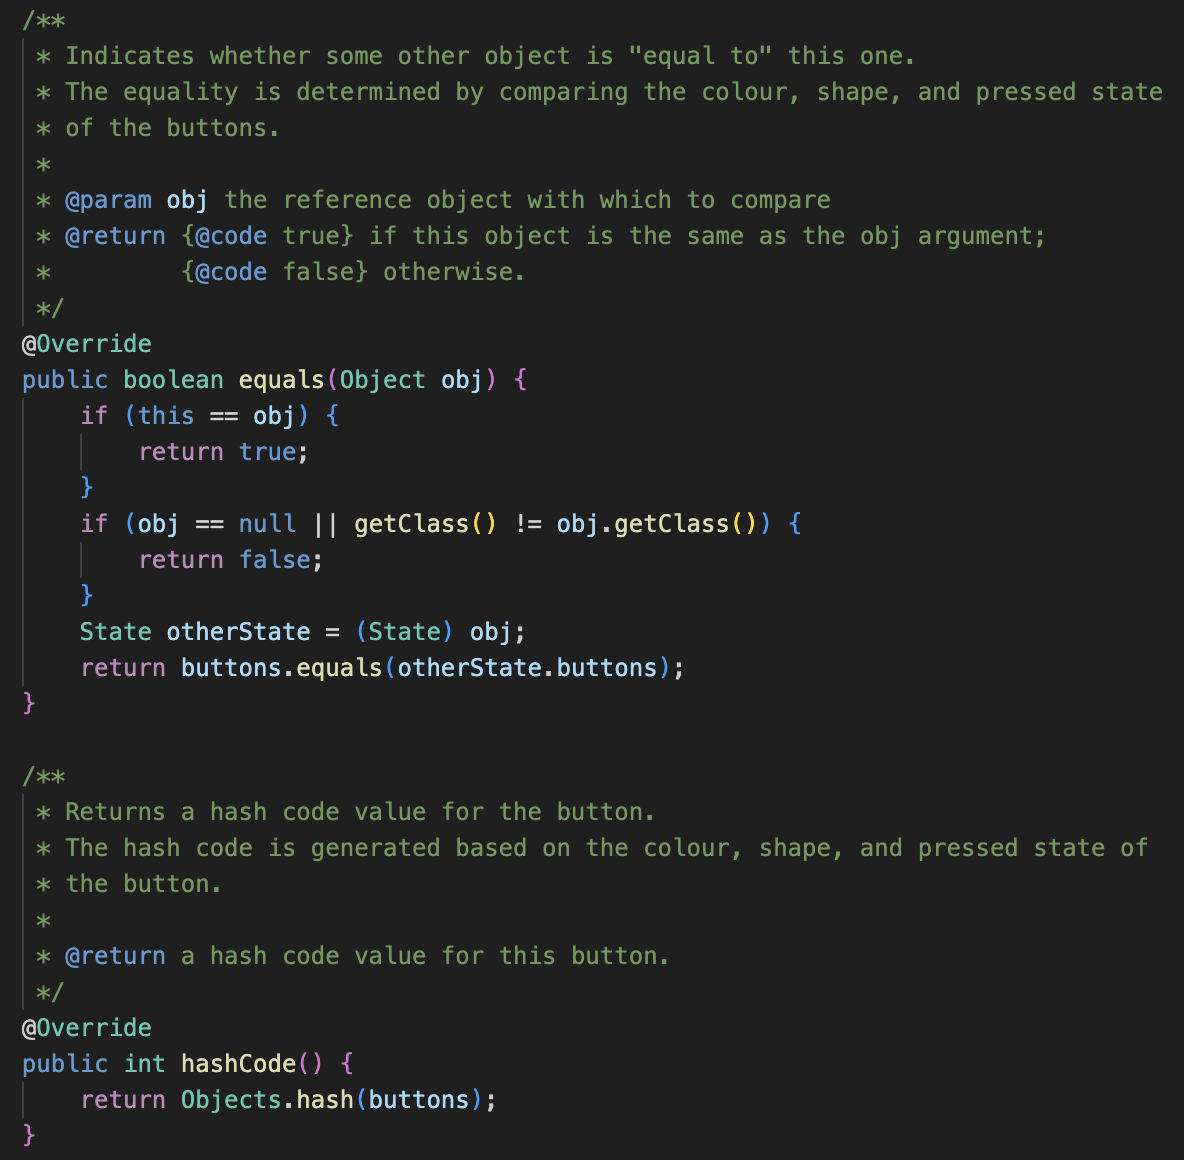 /**
 * Indicates whether some other object is "equal to" this one.
 * The equality is determined by comparing the colour, shape, and pressed state
 * of the buttons.
 *
 * @param obj the reference object with which to compare
 * @return {@code true} if this object is the same as the obj argument;
 *         {@code false} otherwise.
 */
@Override
public boolean equals(Object obj) {
    if (this == obj) {
        return true;
    }
    if (obj == null || getClass() != obj.getClass()) {
        return false;
    }
    State otherState = (State) obj;
    return buttons.equals(otherState.buttons);
}

/**
 * Returns a hash code value for the button.
 * The hash code is generated based on the colour, shape, and pressed state of
 * the button.
 *
 * @return a hash code value for this button.
 */
@Override
public int hashCode() {
    return Objects.hash(buttons);
}